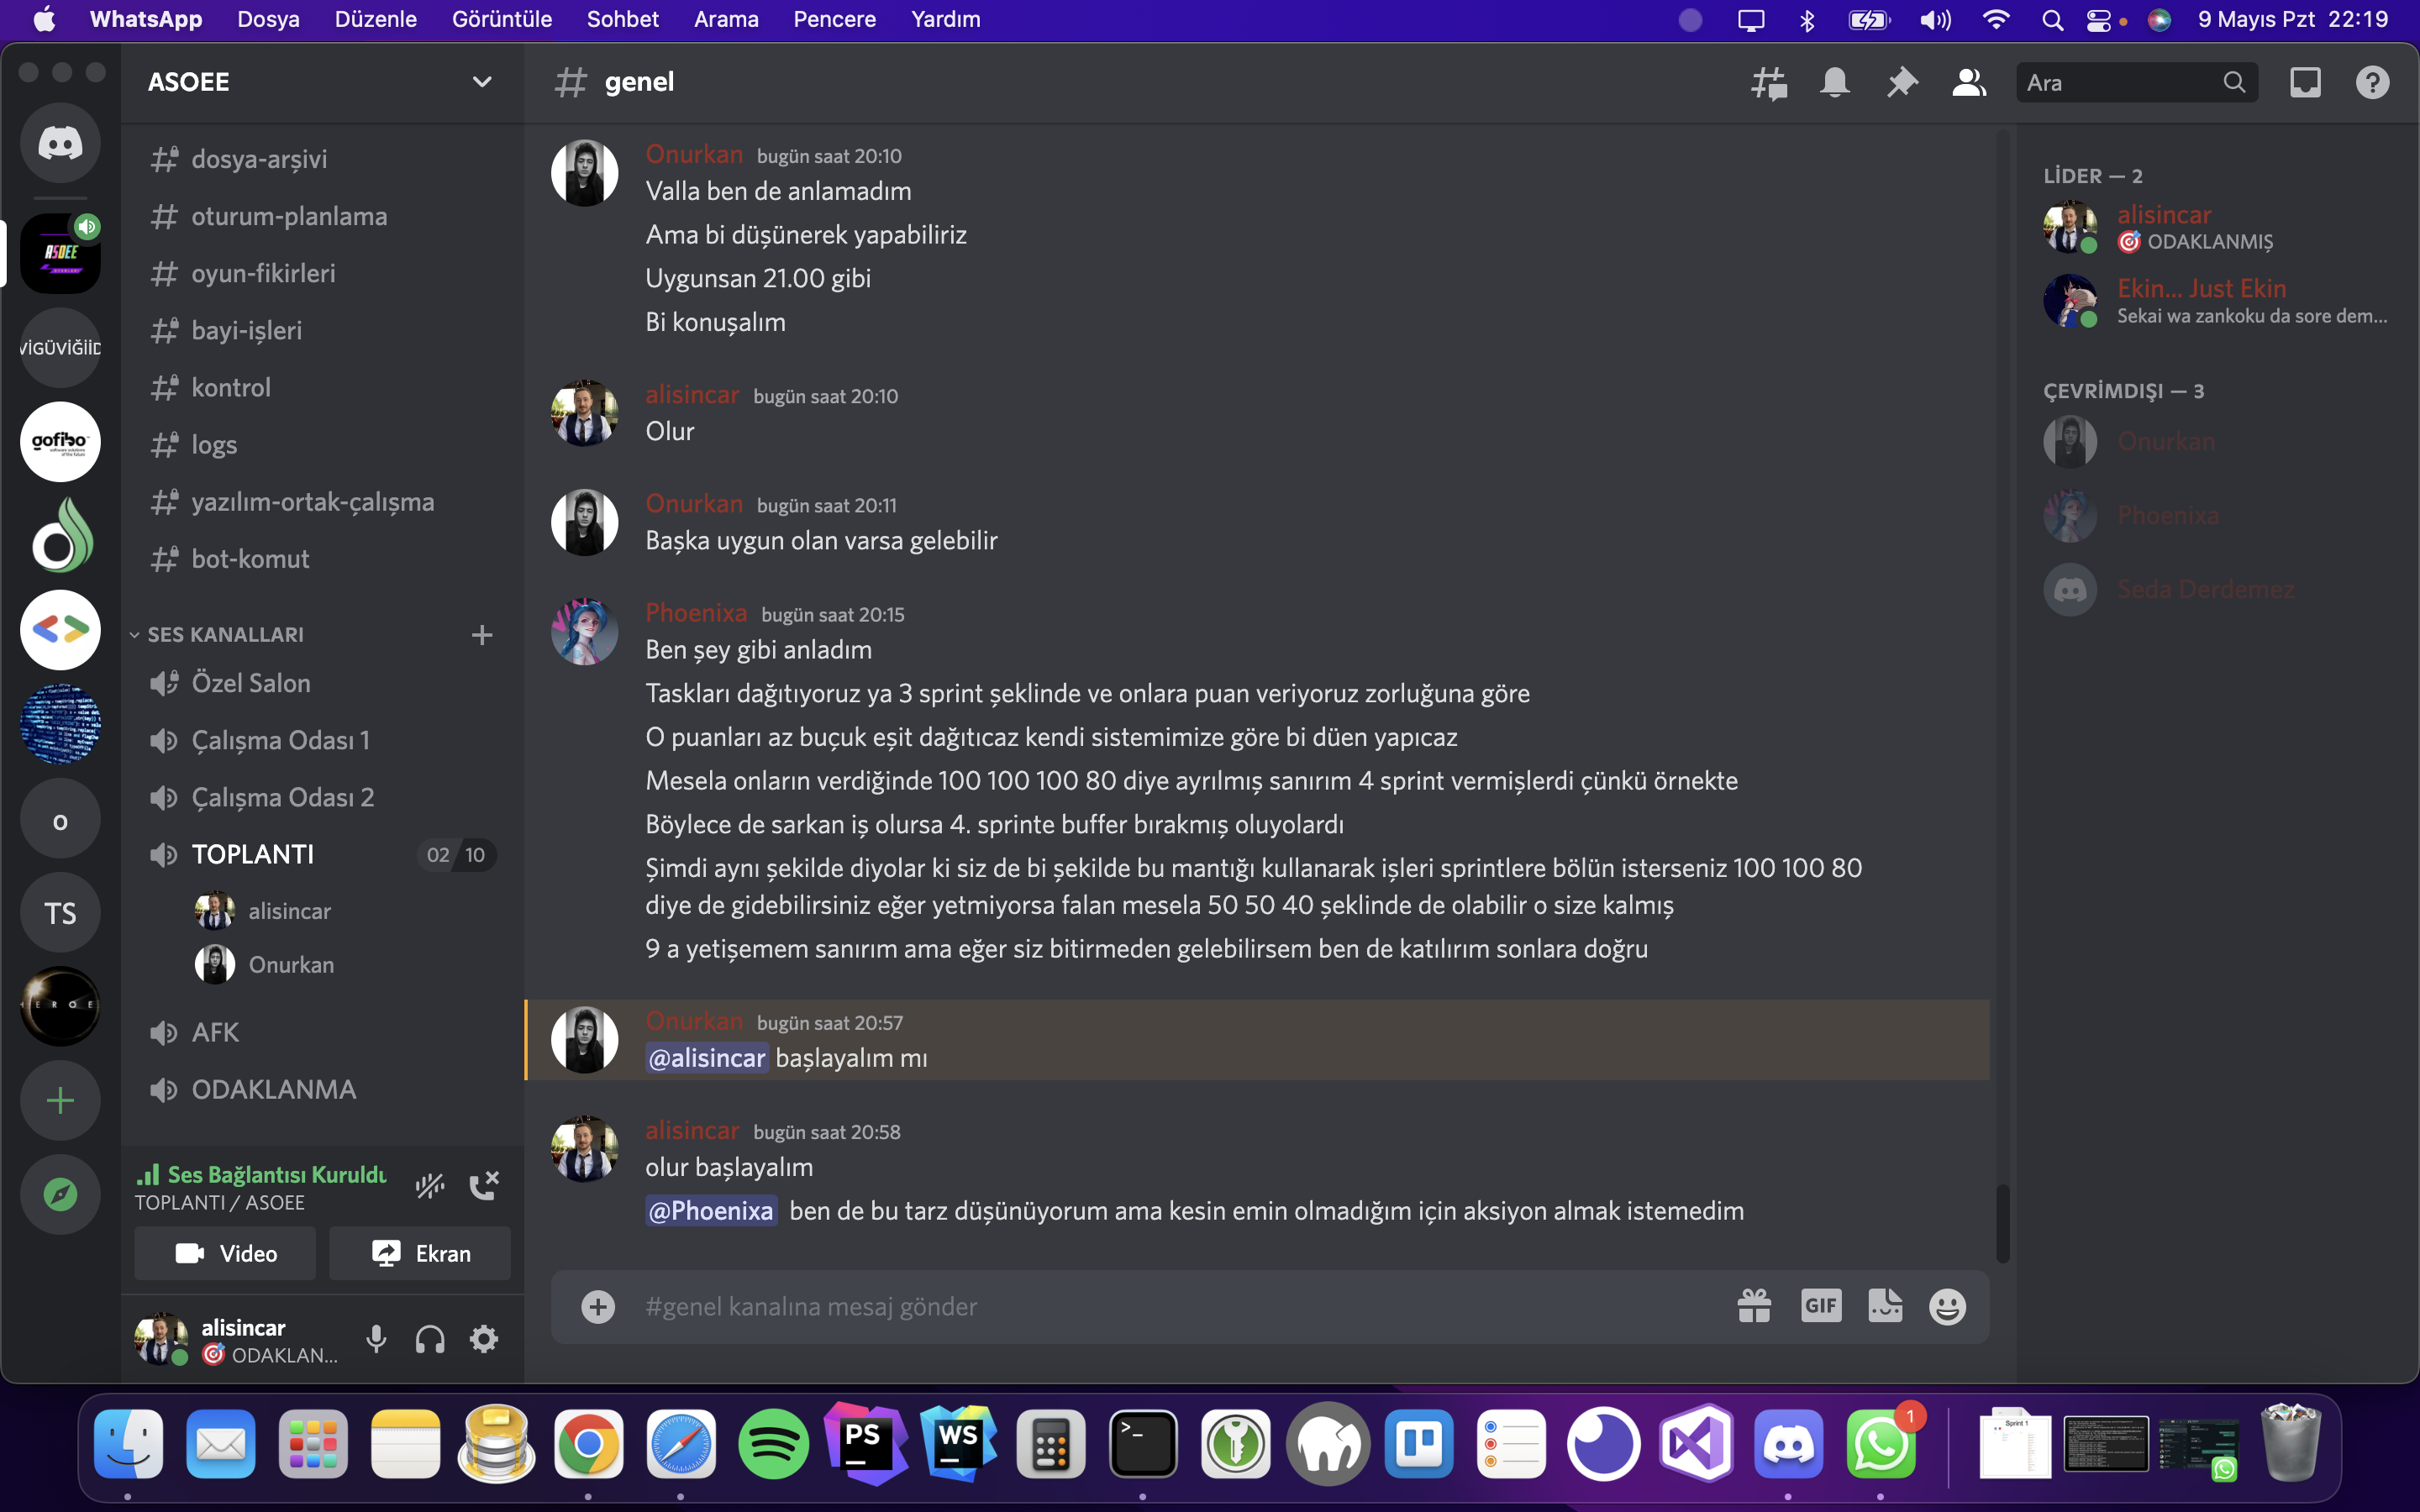 WhatsApp Dosya Düzenle Görüntüle Sohbet Arama Pencere Yardım
9 Mayıs Pzt 22:19
ASOEE
genel
Ara
ASOEE
VİGÜVİĞİİD
gofibo
TS
o
HEROE
dosya-arşivi
oturum-planlama
oyun-fikirleri
bayi-işleri
kontrol
logs
yazılım-ortak-çalışma
bot-komut
SES KANALLARI
Özel Salon
Çalışma Odası 1
Çalışma Odası 2
TOPLANTI 02 10
alisincar
Onurkan
AFK
ODAKLANMA
Ses Bağlantısı Kuruldu
TOPLANTI / ASOEE
Video Ekran
alisincar
ODAKLAN...
Onurkan bugün saat 20:10
Valla ben de anlamadım
Ama bi düşünerek yapabiliriz
Uygunsan 21.00 gibi
Bi konuşalım
alisincar bugün saat 20:10
Olur
Onurkan bugün saat 20:11
Başka uygun olan varsa gelebilir
Phoenixa bugün saat 20:15
Ben şey gibi anladım
Taskları dağıtıyoruz ya 3 sprint şeklinde ve onlara puan veriyoruz zorluğuna göre
O puanları az buçuk eşit dağıtıcaz kendi sistemimize göre bi düen yapıcaz
Mesela onların verdiğinde 100 100 100 80 diye ayrılmış sanırım 4 sprint vermişlerdi çünkü örnekte
Böylece de sarkan iş olursa 4. sprinte buffer bırakmış oluyolardı
Şimdi aynı şekilde diyolar ki siz de bi şekilde bu mantığı kullanarak işleri sprintlere bölün isterseniz 100 100 80
diye de gidebilirsiniz eğer yetmiyorsa falan mesela 50 50 40 şeklinde de olabilir o size kalmış
9 a yetişemem sanırım ama eğer siz bitirmeden gelebilirsem ben de katılırım sonlara doğru
Onurkan bugün saat 20:57
@alisincar başlayalım mı
alisincar bugün saat 20:58
olur başlayalım
@Phoenixa ben de bu tarz düşünüyorum ama kesin emin olmadığım için aksiyon almak istemedim
#genel kanalına mesaj gönder
GIF
LİDER — 2
alisincar
ODAKLANMIŞ
Ekin... Just Ekin
Sekai wa zankoku da sore dem...
ÇEVRİMDIŞI — 3
Onurkan
Phoenixa
Seda Derdemez
PS
WS
1
Sprint 1